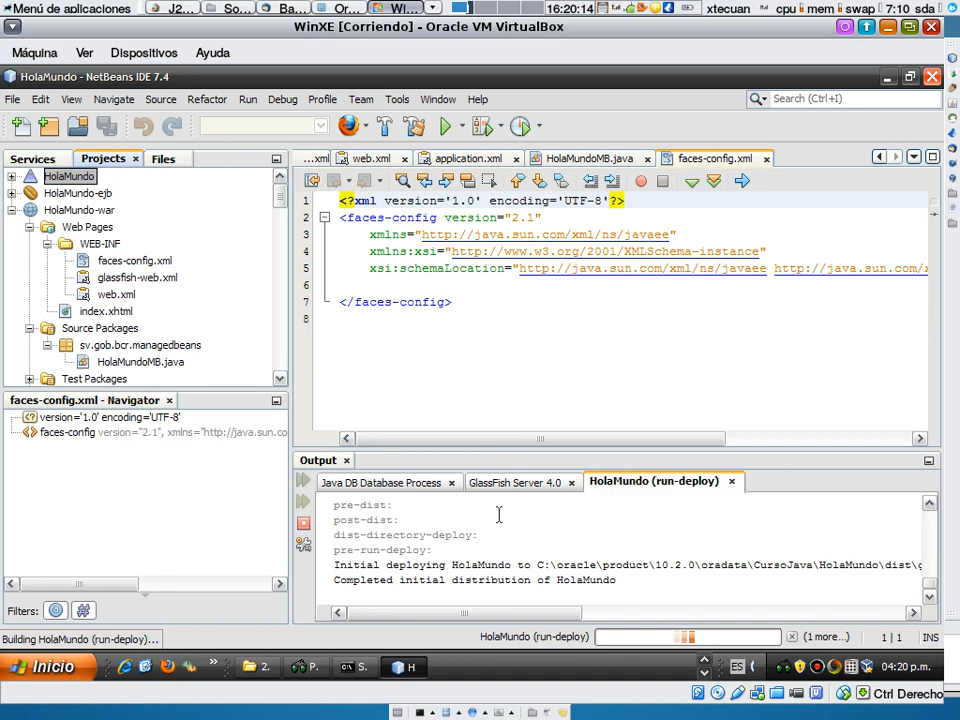 Menú de aplicaciones
J2...
So...
Ba...
Or...
Wi...
16:20:14
xtecuan
cpu
mem
swap
7:10
sda
WinXE [Corriendo] - Oracle VM VirtualBox
Máquina Ver Dispositivos Ayuda
HolaMundo - NetBeans IDE 7.4
File Edit View Navigate Source Refactor Run Debug Profile Team Tools Window Help
Search (Ctrl+I)
Services Projects × Files
...xml web.xml × application.xml × HolaMundoMB.java × faces-config.xml ×
HolaMundo
HolaMundo-ejb
HolaMundo-war
Web Pages
WEB-INF
faces-config.xml
glassfish-web.xml
web.xml
index.xhtml
Source Packages
sv.gob.bcr.managedbeans
HolaMundoMB.java
Test Packages
1 <?xml version='1.0' encoding='UTF-8'?>
2 <faces-config version="2.1"
3 xmlns="http://java.sun.com/xml/ns/javaee"
4 xmlns:xsi="http://www.w3.org/2001/XMLSchema-instance"
5 xsi:schemaLocation="http://java.sun.com/xml/ns/javaee http://java.sun.com/x
6
7 </faces-config>
8
faces-config.xml - Navigator ×
version='1.0' encoding='UTF-8'
faces-config version="2.1", xmlns="http://java.sun.co
Filters:
Output ×
Java DB Database Process × GlassFish Server 4.0 × HolaMundo (run-deploy) ×
pre-dist:
post-dist:
dist-directory-deploy:
pre-run-deploy:
Initial deploying HolaMundo to C:\oracle\product\10.2.0\oradata\CursoJava\HolaMundo\dist\g
Completed initial distribution of HolaMundo
Building HolaMundo (run-deploy)...
HolaMundo (run-deploy)
(1 more...)
1 | 1
INS
Inicio
»
2.
P.
S.
H
ES
04:20 p.m.
Ctrl Derecho